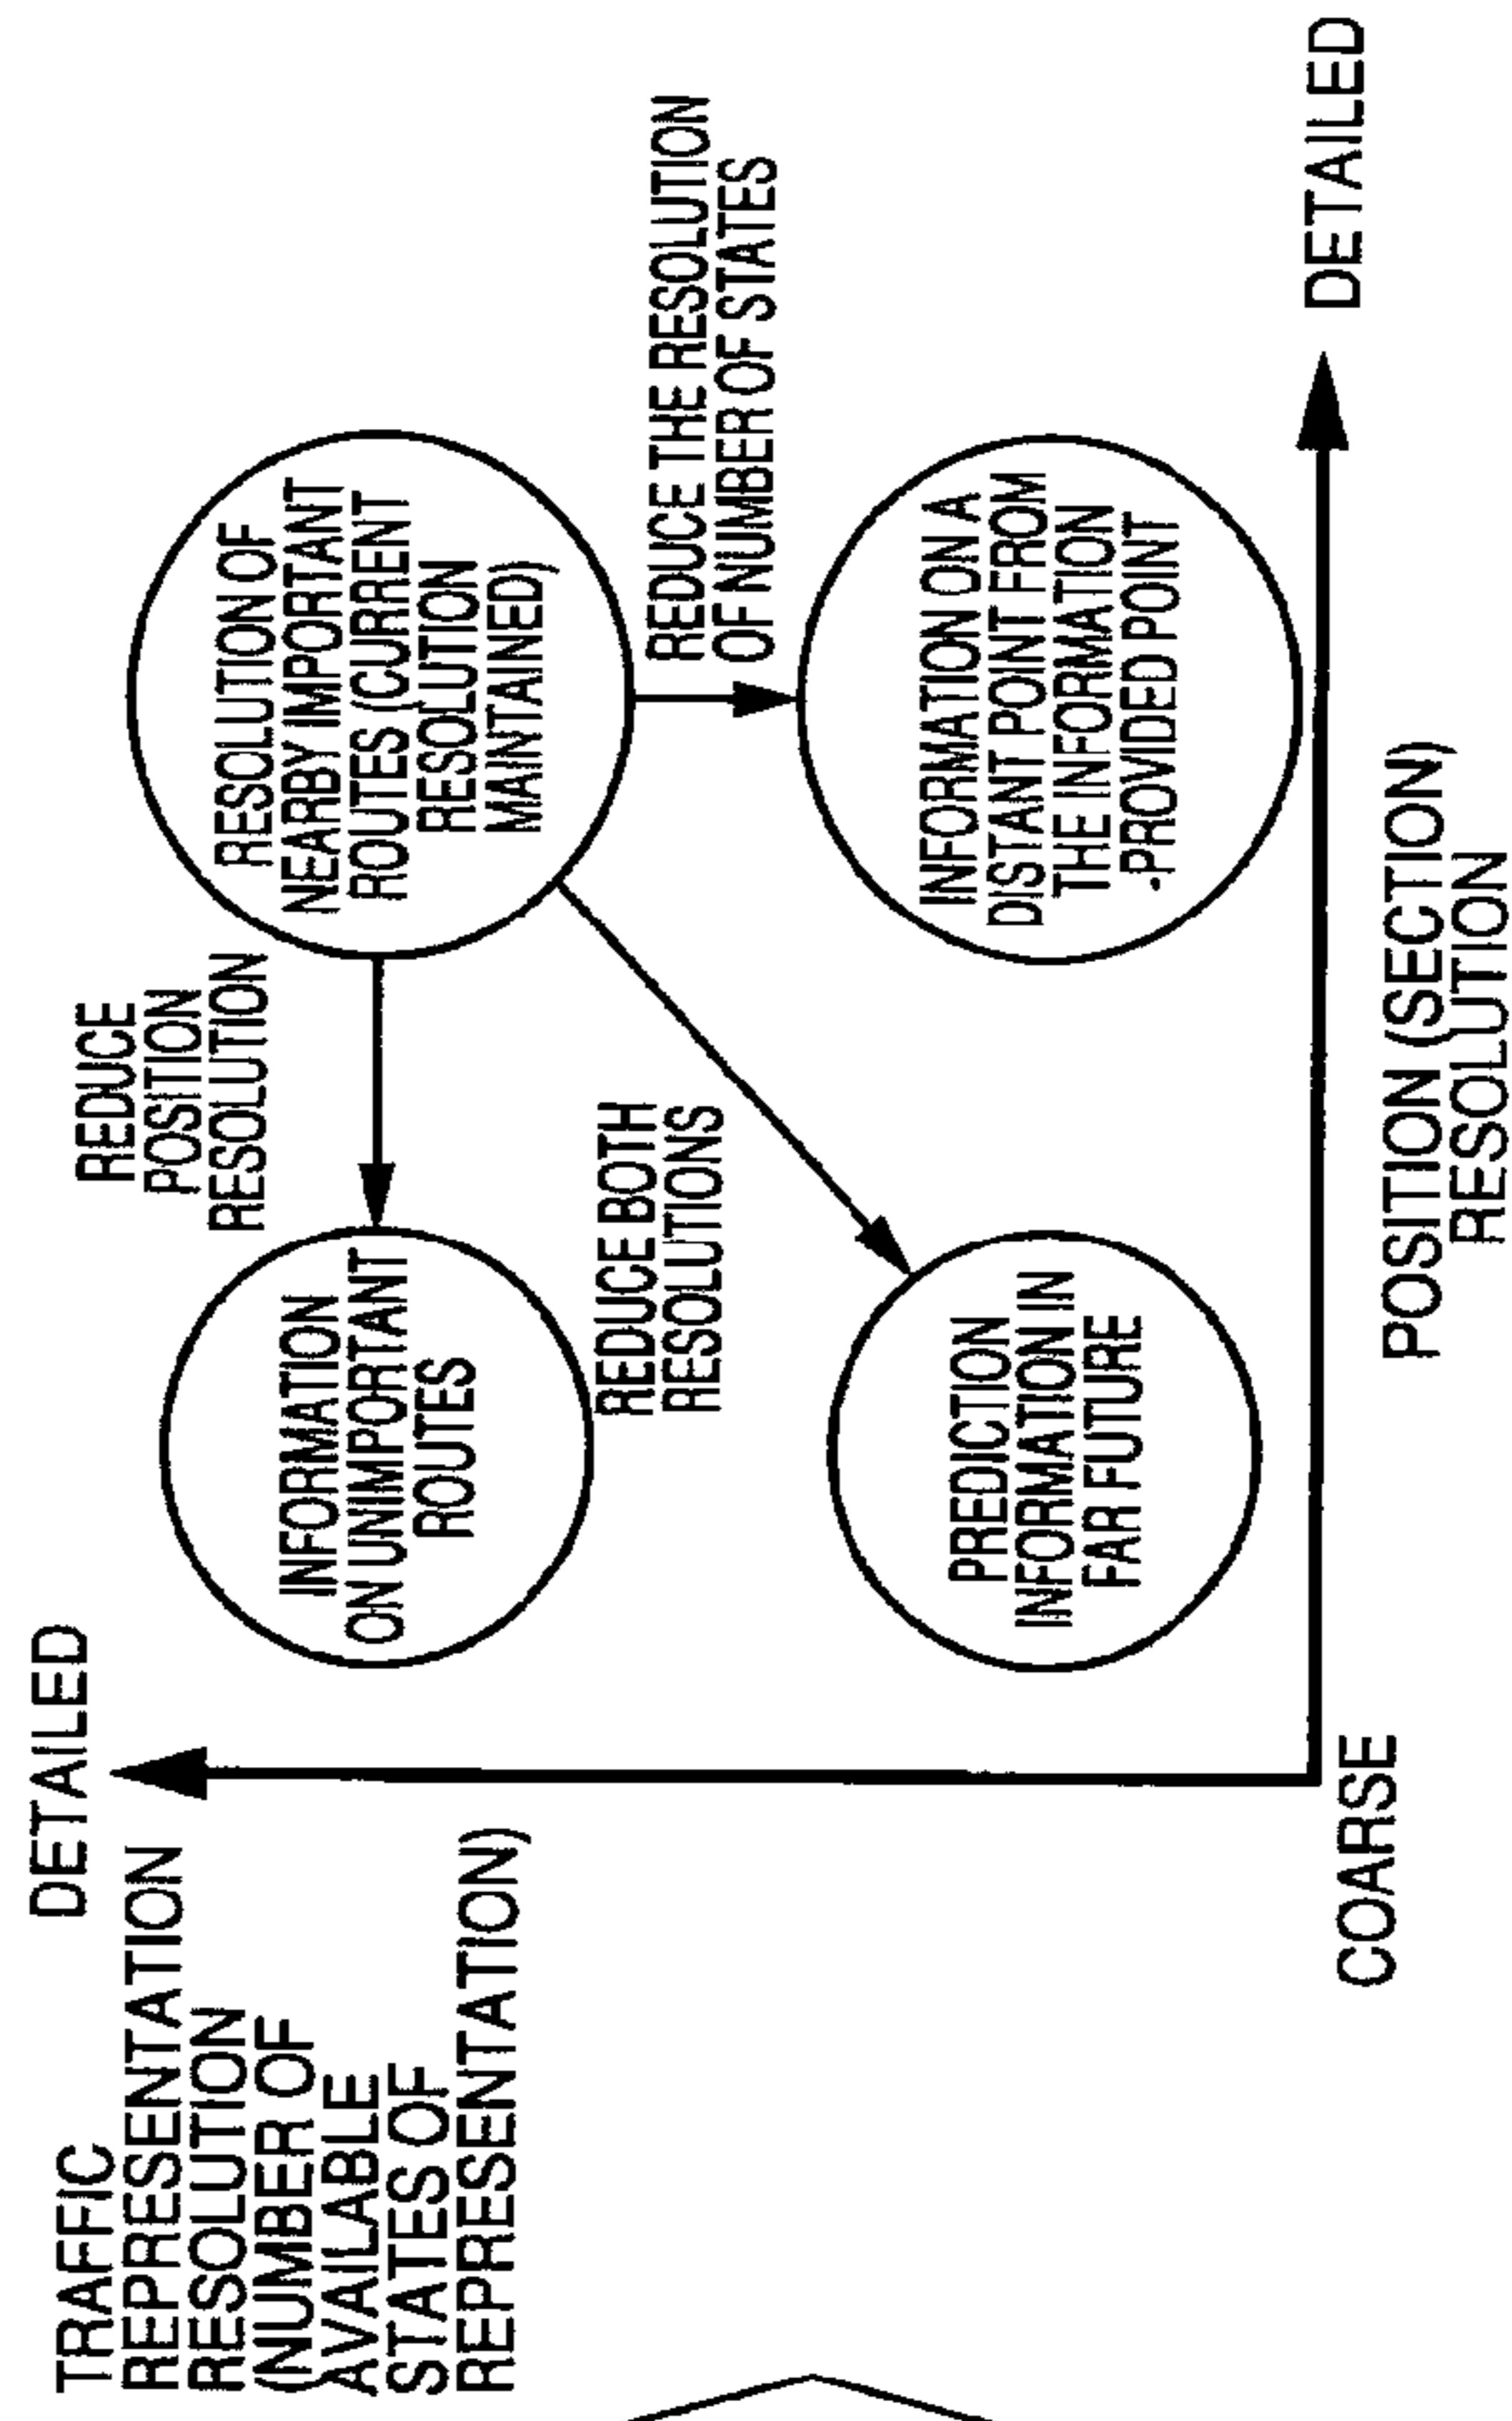 TRAFFIC
REPRESENTATION
RESOLUTION
(NUMBER OF
AVAILABLE
STATES OF
REPRESENTATION)
DETAILED
REDUCE
POSITION
RESOLUTION
INFORMATION
ON UNIMPORTANT
ROUTES
RESOLUTION OF
NEARBY IMPORTANT
ROUTES (CURRENT
RESOLUTION
MAINTAINED)
REDUCE BOTH
RESOLUTIONS
REDUCE THE RESOLUTION
OF NUMBER OF STATES
PREDICTION
INFORMATION IN
FAR FUTURE
INFORMATION ON A
DISTANT POINT FROM
THE INFORMATION
-PROVIDED POINT
COARSE
DETAILED
POSITION (SECTION)
RESOLUTION